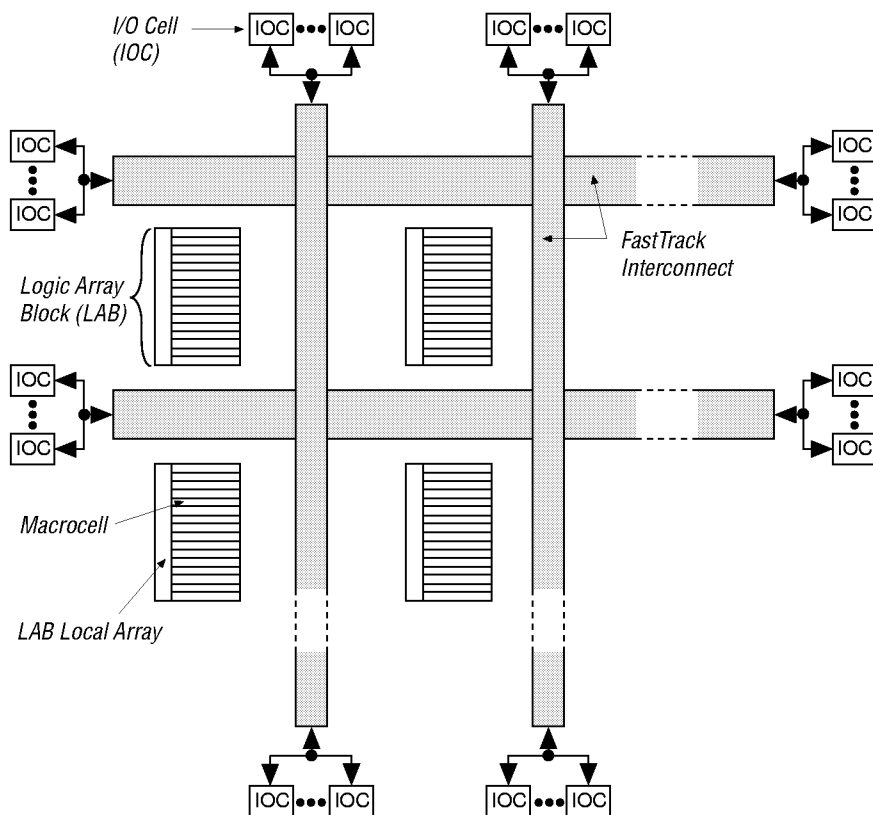 I/O Cell
(IOC)
IOC IOC IOC IOC
IOC IOC
IOC IOC
FastTrack
Interconnect
Logic Array
Block (LAB)
IOC IOC
IOC IOC
Macrocell
LAB Local Array
IOC IOC IOC IOC